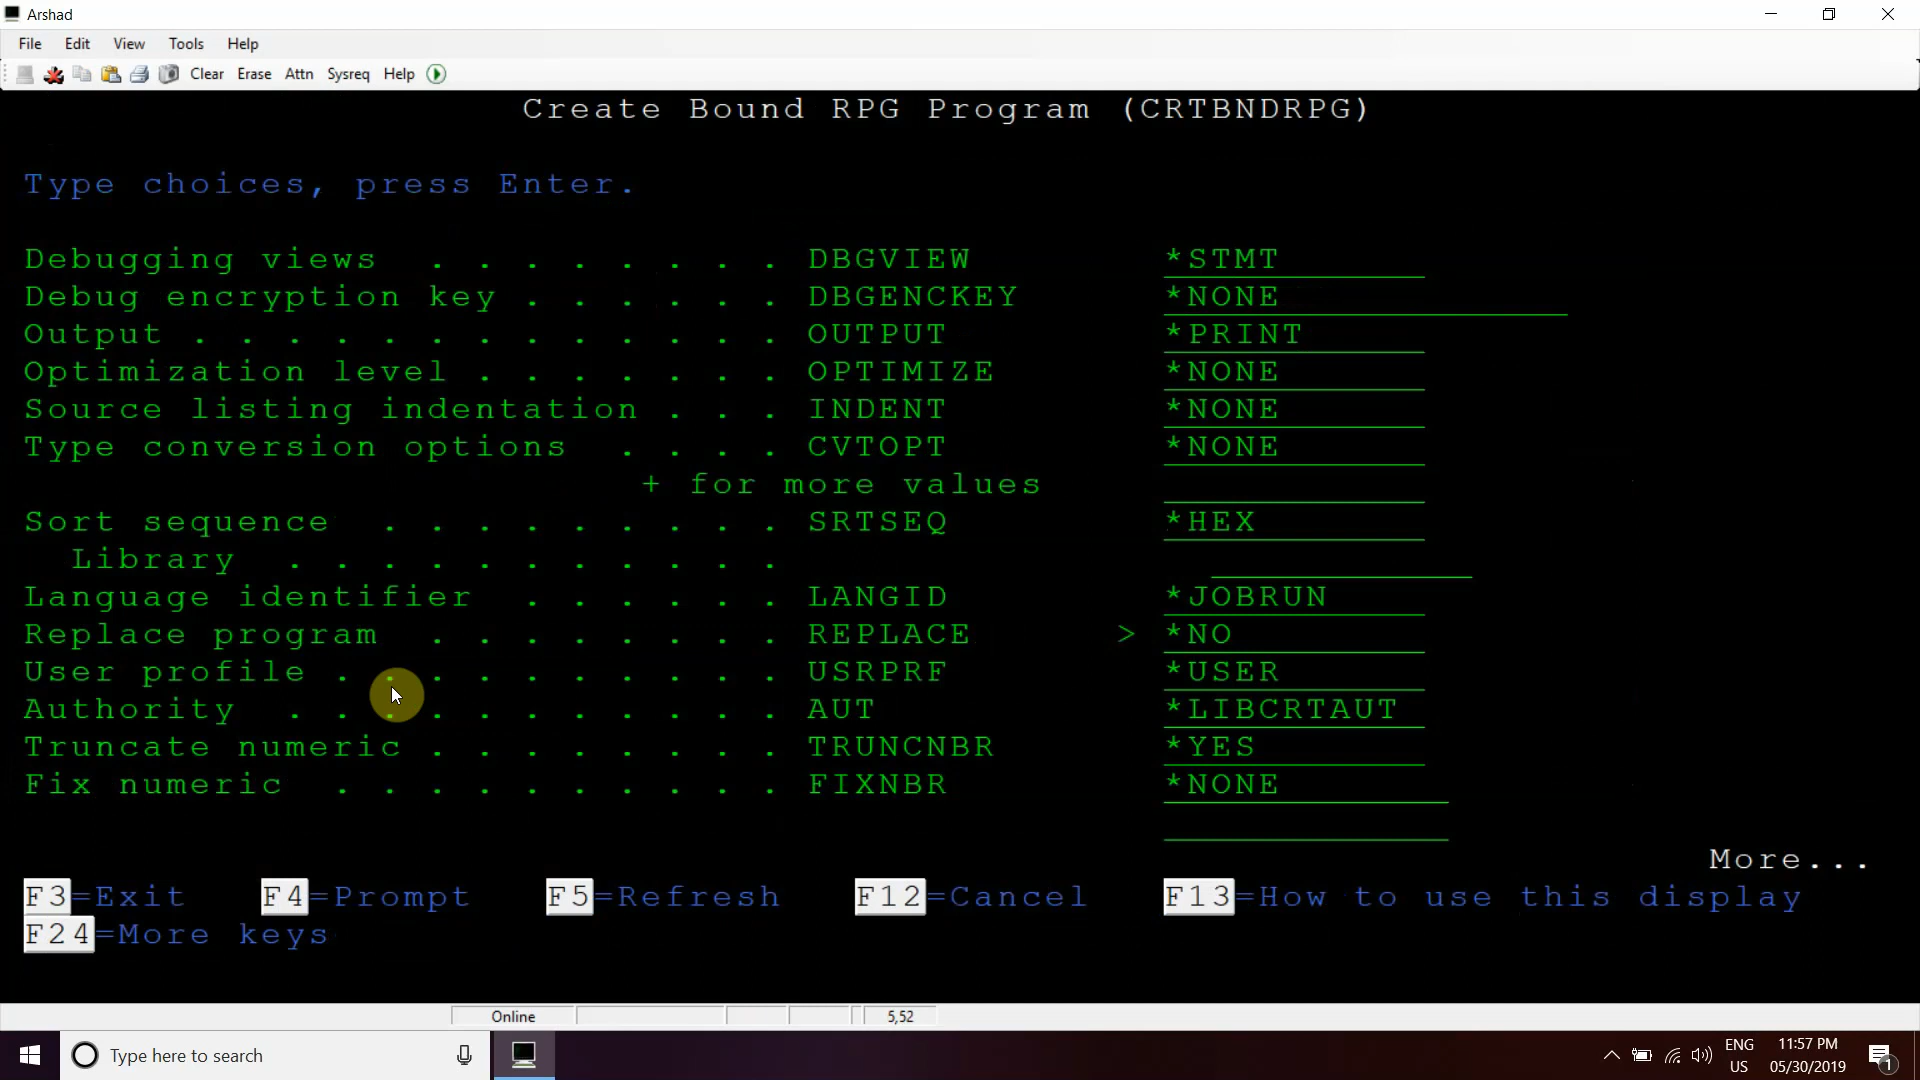 Arshad
File Edit View Tools Help
Clear Erase Attn Sysreq Help
Create Bound RPG Program (CRTBNDRPG)
Type choices, press Enter.
Debugging views . . . . . . . . DBGVIEW *STMT
Debug encryption key . . . . . . DBGENCKEY *NONE
Output . . . . . . . . . . . . . OUTPUT *PRINT
Optimization level . . . . . . . OPTIMIZE *NONE
Source listing indentation . . . INDENT *NONE
Type conversion options . . . . CVTOPT *NONE
+ for more values
Sort sequence . . . . . . . . . SRTSEQ *HEX
Library . . . . . . . . . . .
Language identifier . . . . . . LANGID *JOBRUN
Replace program . . . . . . . . REPLACE > *NO
User profile . . . . . . . . . . USRPRF *USER
Authority . . . . . . . . . . . AUT *LIBCRTAUT
Truncate numeric . . . . . . . . TRUNCNBR *YES
Fix numeric . . . . . . . . . . FIXNBR *NONE
More...
F3=Exit F4=Prompt F5=Refresh F12=Cancel F13=How to use this display
F24=More keys
Online 5,52
Type here to search
ENG 11:57 PM
US 05/30/2019 1